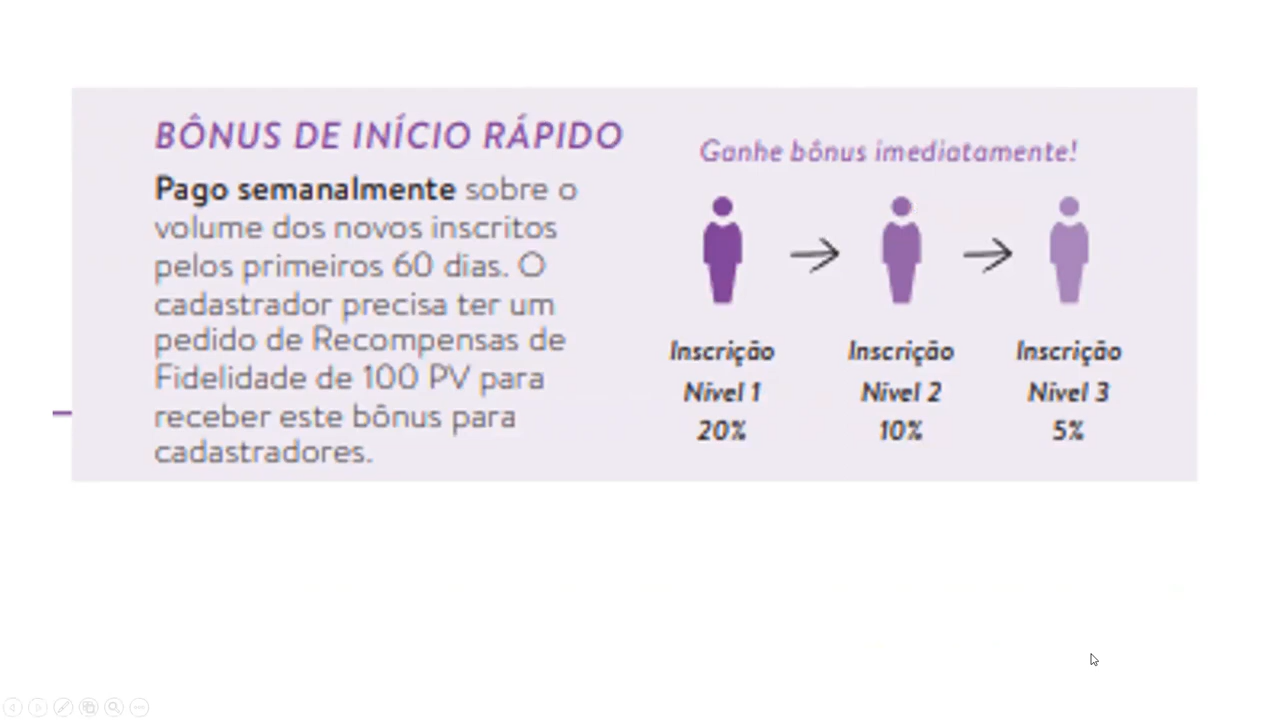 BÔNUS DE INÍCIO RÁPIDO
Pago semanalmente sobre o
volume dos novos inscritos
pelos primeiros 60 dias. O
cadastrador precisa ter um
pedido de Recompensas de
Fidelidade de 100 PV para
receber este bônus para
cadastradores.
Ganhe bônus imediatamente!
Inscrição
Nível 1
20%
Inscrição
Nível 2
10%
Inscrição
Nível 3
5%